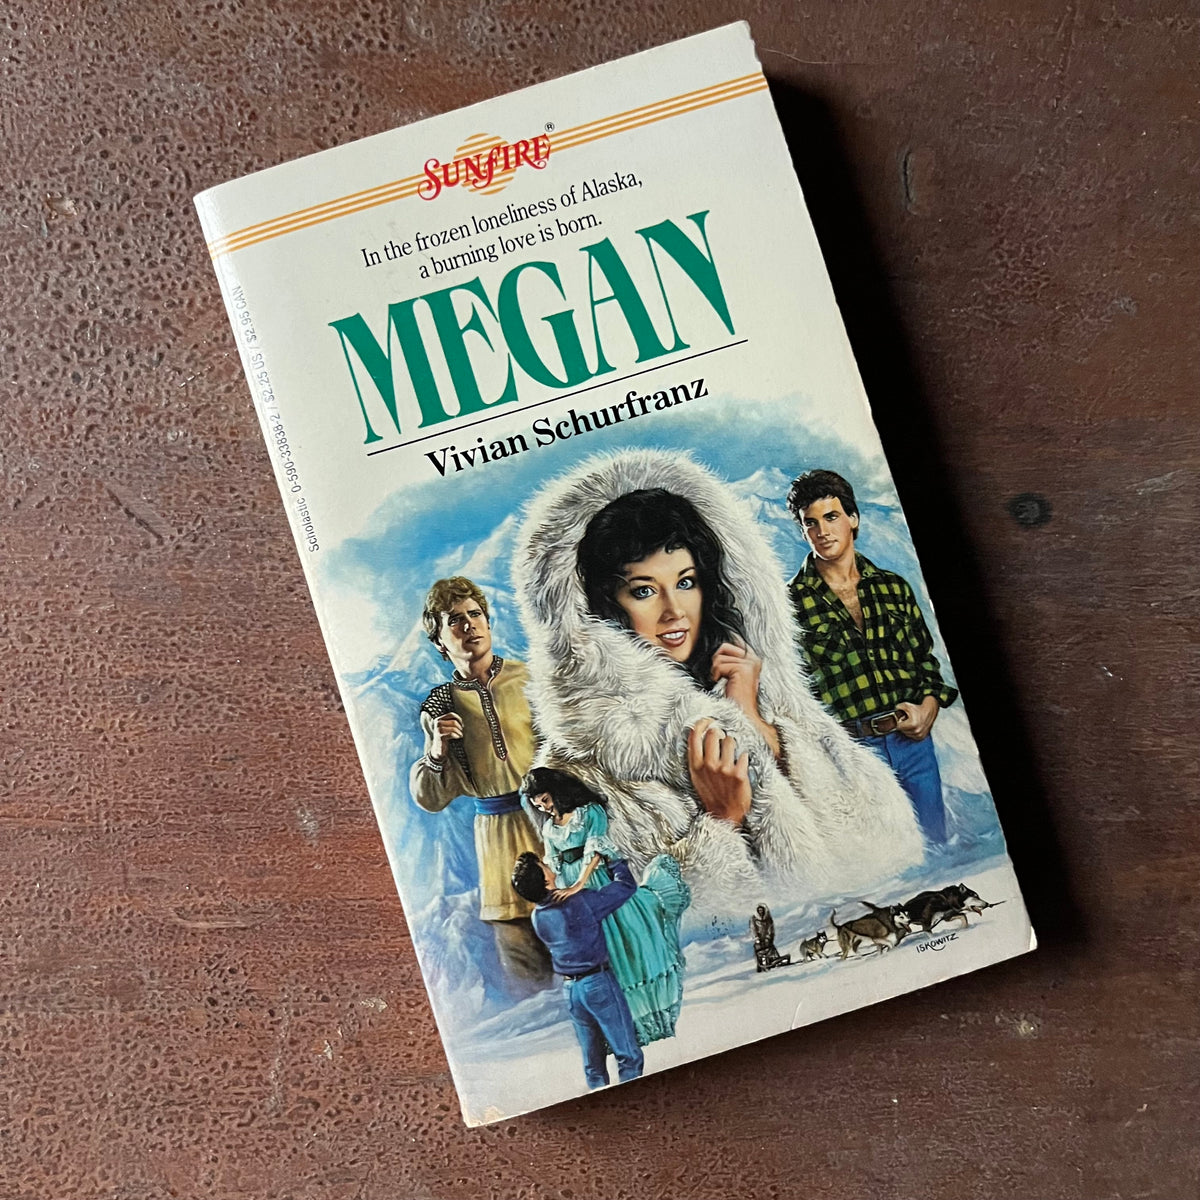 SUNFIRE®
In the frozen loneliness of Alaska,
a burning love is born.
MEGAN
Vivian Schurfranz
Scholastic 0-590-33838-2 / $2.25 US / $2.95 CAN
ISKOWITZ